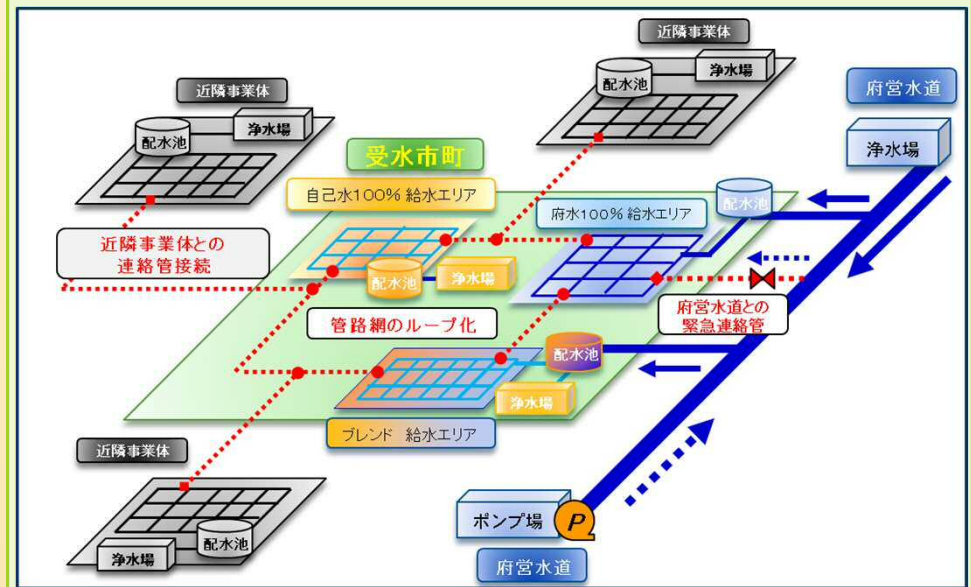 近隣事業体
浄水場
配水池
近隣事業体
浄水場
配水池
府営水道
浄水場
受水市町
自己水100% 給水エリア
府水100% 給水エリア
配水池
近隣事業体との
連絡管接続
配水池
浄水場
府営水道との
緊急連絡管
管路網のループ化
配水池
浄水場
ブレンド 給水エリア
近隣事業体
浄水場
配水池
ポンプ場
P
府営水道